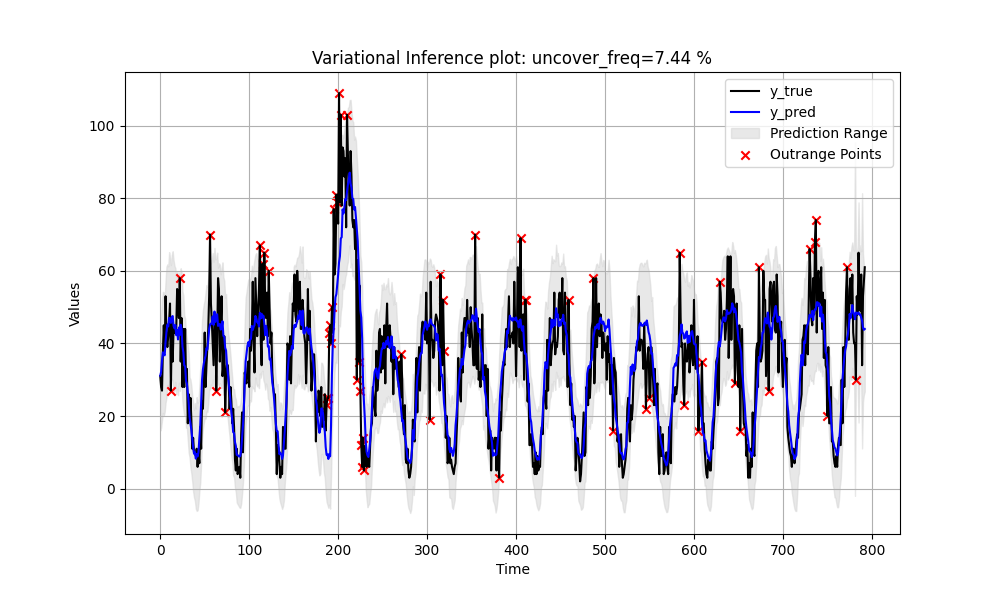 Variational Inference plot: uncover_freq=7.44 %
y_true
y_pred
Prediction Range
Outrange Points
Values
100
80
60
40
20
0
0 100 200 300 400 500 600 700 800
Time